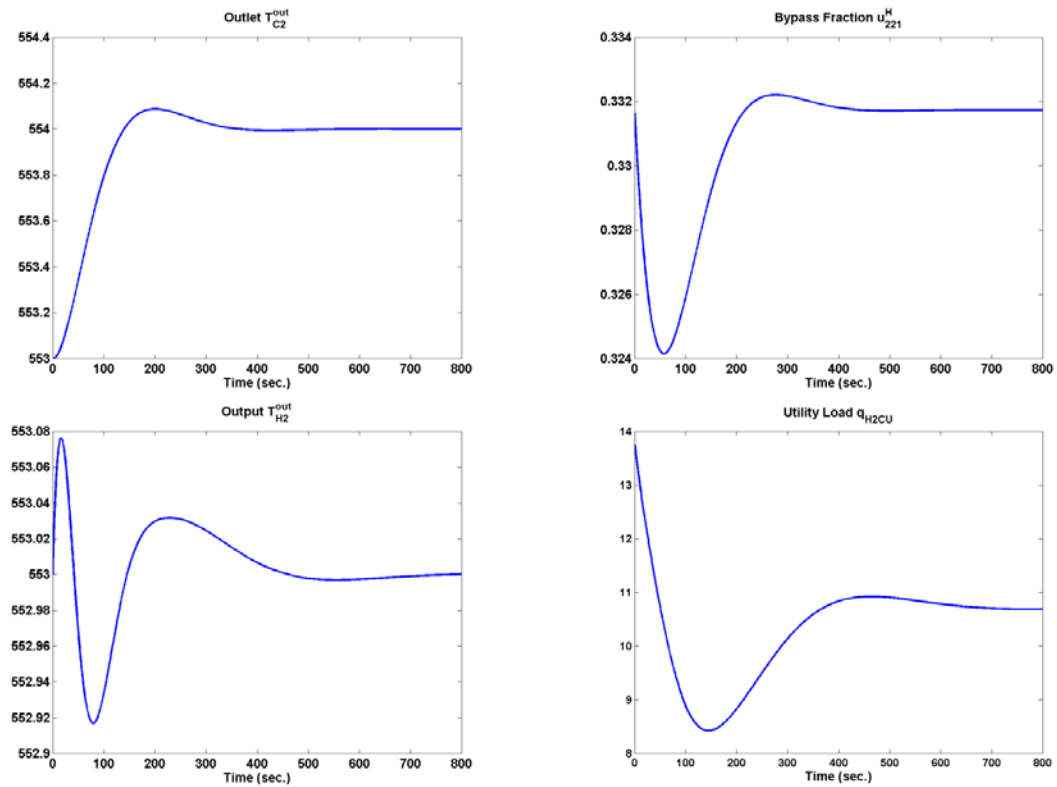 Outlet T_C2^out
554.4
554.2
554
553.8
553.6
553.4
553.2
553
0 100 200 300 400 500 600 700 800
Time (sec.)
Bypass Fraction u_221^H
0.334
0.332
0.33
0.328
0.326
0.324
0 100 200 300 400 500 600 700 800
Time (sec.)
Output T_H2^out
553.08
553.06
553.04
553.02
553
552.98
552.96
552.94
552.92
552.9
0 100 200 300 400 500 600 700 800
Time (sec.)
Utility Load q_H2CU
14
13
12
11
10
9
8
0 100 200 300 400 500 600 700 800
Time (sec.)